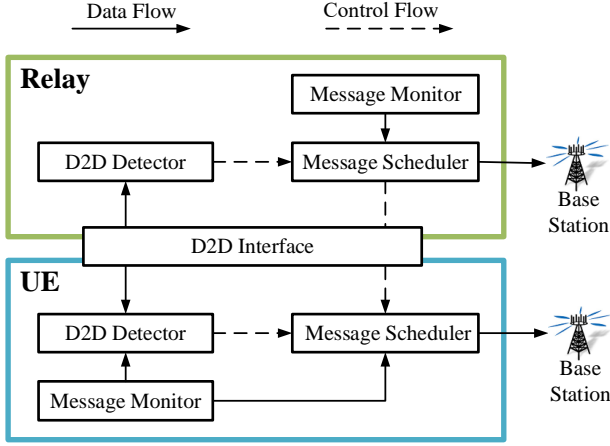 Data Flow
Control Flow
Relay
Message Monitor
D2D Detector
Message Scheduler
Base
Station
D2D Interface
UE
D2D Detector
Message Scheduler
Message Monitor
Base
Station